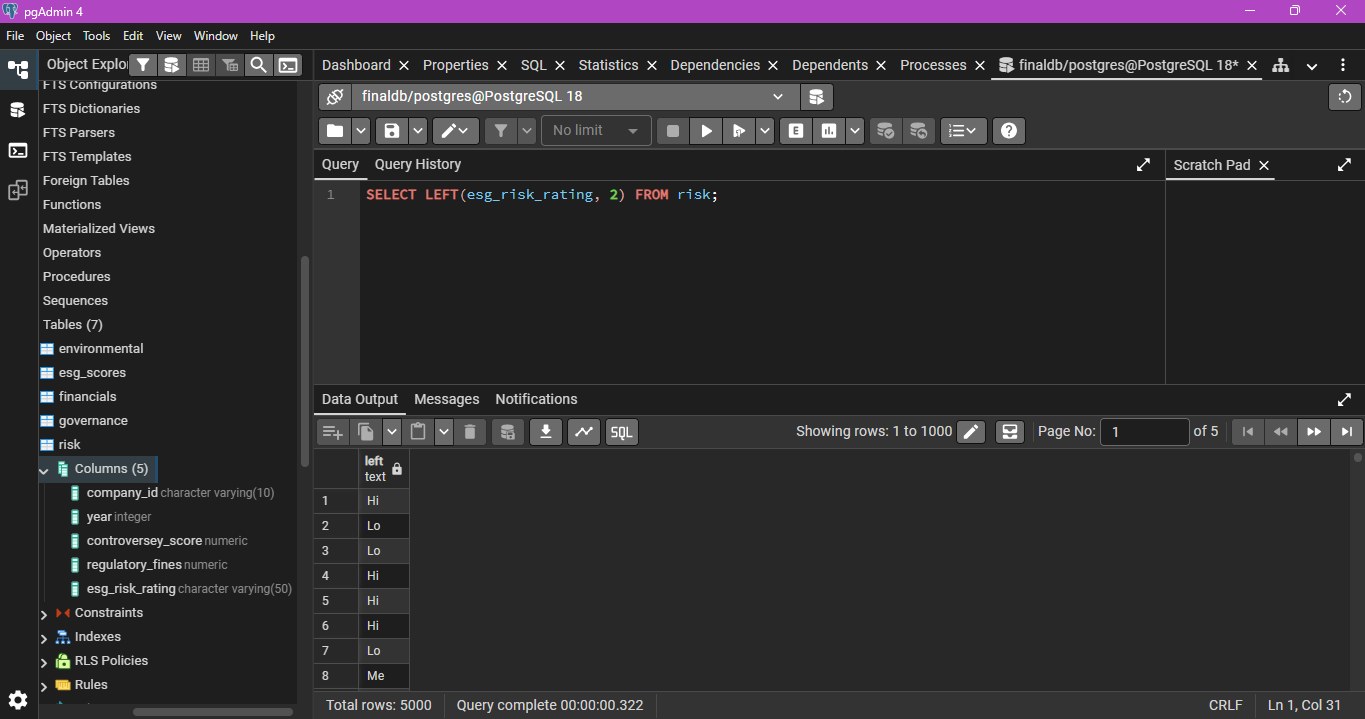 pgAdmin 4
File Object Tools Edit View Window Help
Object Explo
FTS Configurations
FTS Dictionaries
FTS Parsers
FTS Templates
Foreign Tables
Functions
Materialized Views
Operators
Procedures
Sequences
Tables (7)
environmental
esg_scores
financials
governance
risk
Columns (5)
company_id character varying(10)
year integer
controversey_score numeric
regulatory_fines numeric
esg_risk_rating character varying(50)
Constraints
Indexes
RLS Policies
Rules
Dashboard Properties SQL Statistics Dependencies Dependents Processes finaldb/postgres@PostgreSQL 18*
finaldb/postgres@PostgreSQL 18
No limit
E
Query Query History
Scratch Pad
1 SELECT LEFT(esg_risk_rating, 2) FROM risk;
Data Output Messages Notifications
SQL
Showing rows: 1 to 1000
Page No: 1 of 5
left
text
1 Hi
2 Lo
3 Lo
4 Hi
5 Hi
6 Hi
7 Lo
8 Me
Total rows: 5000 Query complete 00:00:00.322
CRLF Ln 1, Col 31